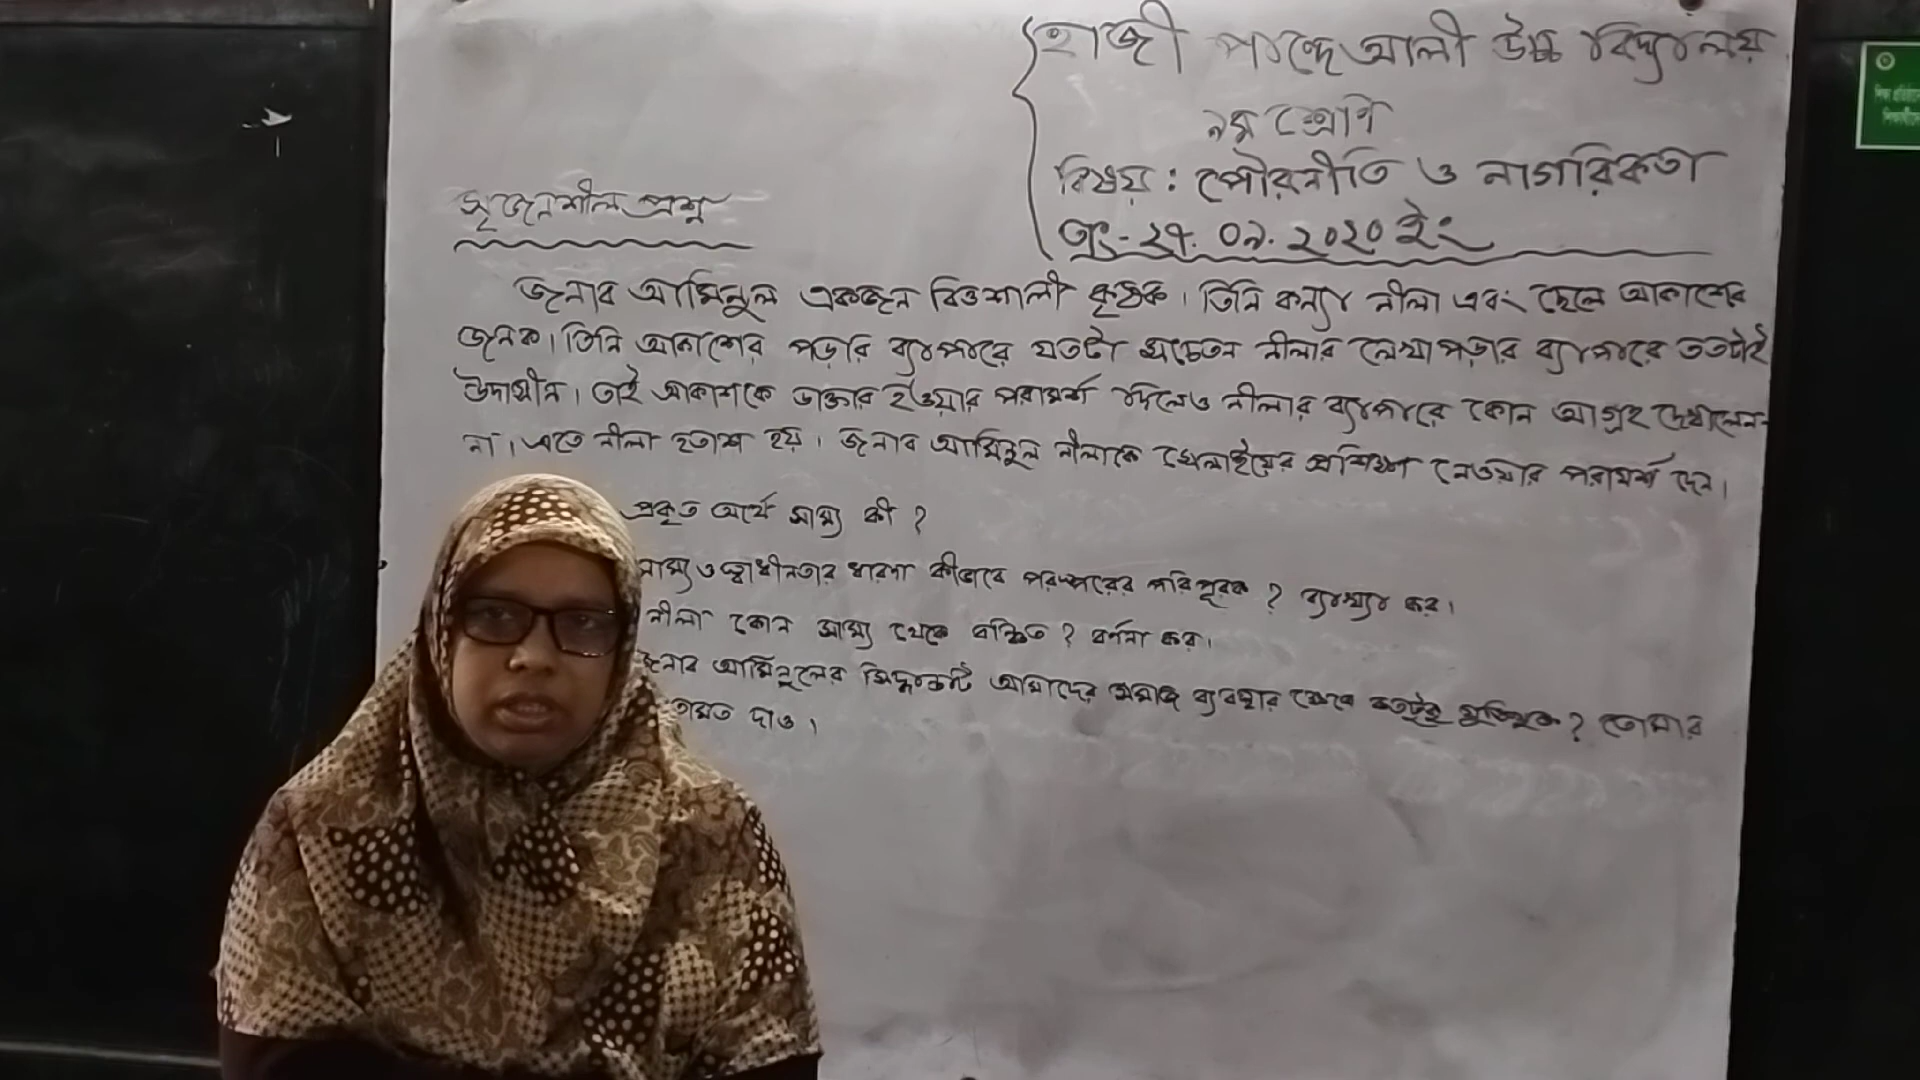 হাজী পান্দে আলী উচ্চ বিদ্যালয়
৯ম শ্রেণি
বিষয় : পৌরনীতি ও নাগরিকতা
তাং- ২৭. ০৯. ২০২০ ইং
সৃজনশীল প্রশ্ন
জনাব আমিনুল একজন বিত্তশালী কৃষক। তিনি কন্যা নীলা এবং ছেলে আকাশের
জনক। তিনি আকাশের পড়ার ব্যাপারে যতটা সচেতন নীলার লেখাপড়ার ব্যাপারে ততটাই
উদাসীন। তাই আকাশকে ডাক্তার হওয়ার পরামর্শ দিলেও নীলার ব্যাপারে কোন আগ্রহ দেখালেন
না। এতে নীলা হতাশ হয়। জনাব আমিনুল নীলাকে সেলাইয়ের প্রশিক্ষণ নেওয়ার পরামর্শ দেন।
প্রকৃত অর্থে সাম্য কী ?
সাম্য ও স্বাধীনতার ধারণা কীভাবে পরস্পরের পরিপূরক ? ব্যাখ্যা কর।
নীলা কোন সাম্য থেকে বঞ্চিত ? বর্ণনা কর।
জনাব আমিনুলের সিদ্ধান্তটি আমাদের সমাজ ব্যবস্থার কতটুকু যুক্তিযুক্ত ? তোমার
মতামত দাও।